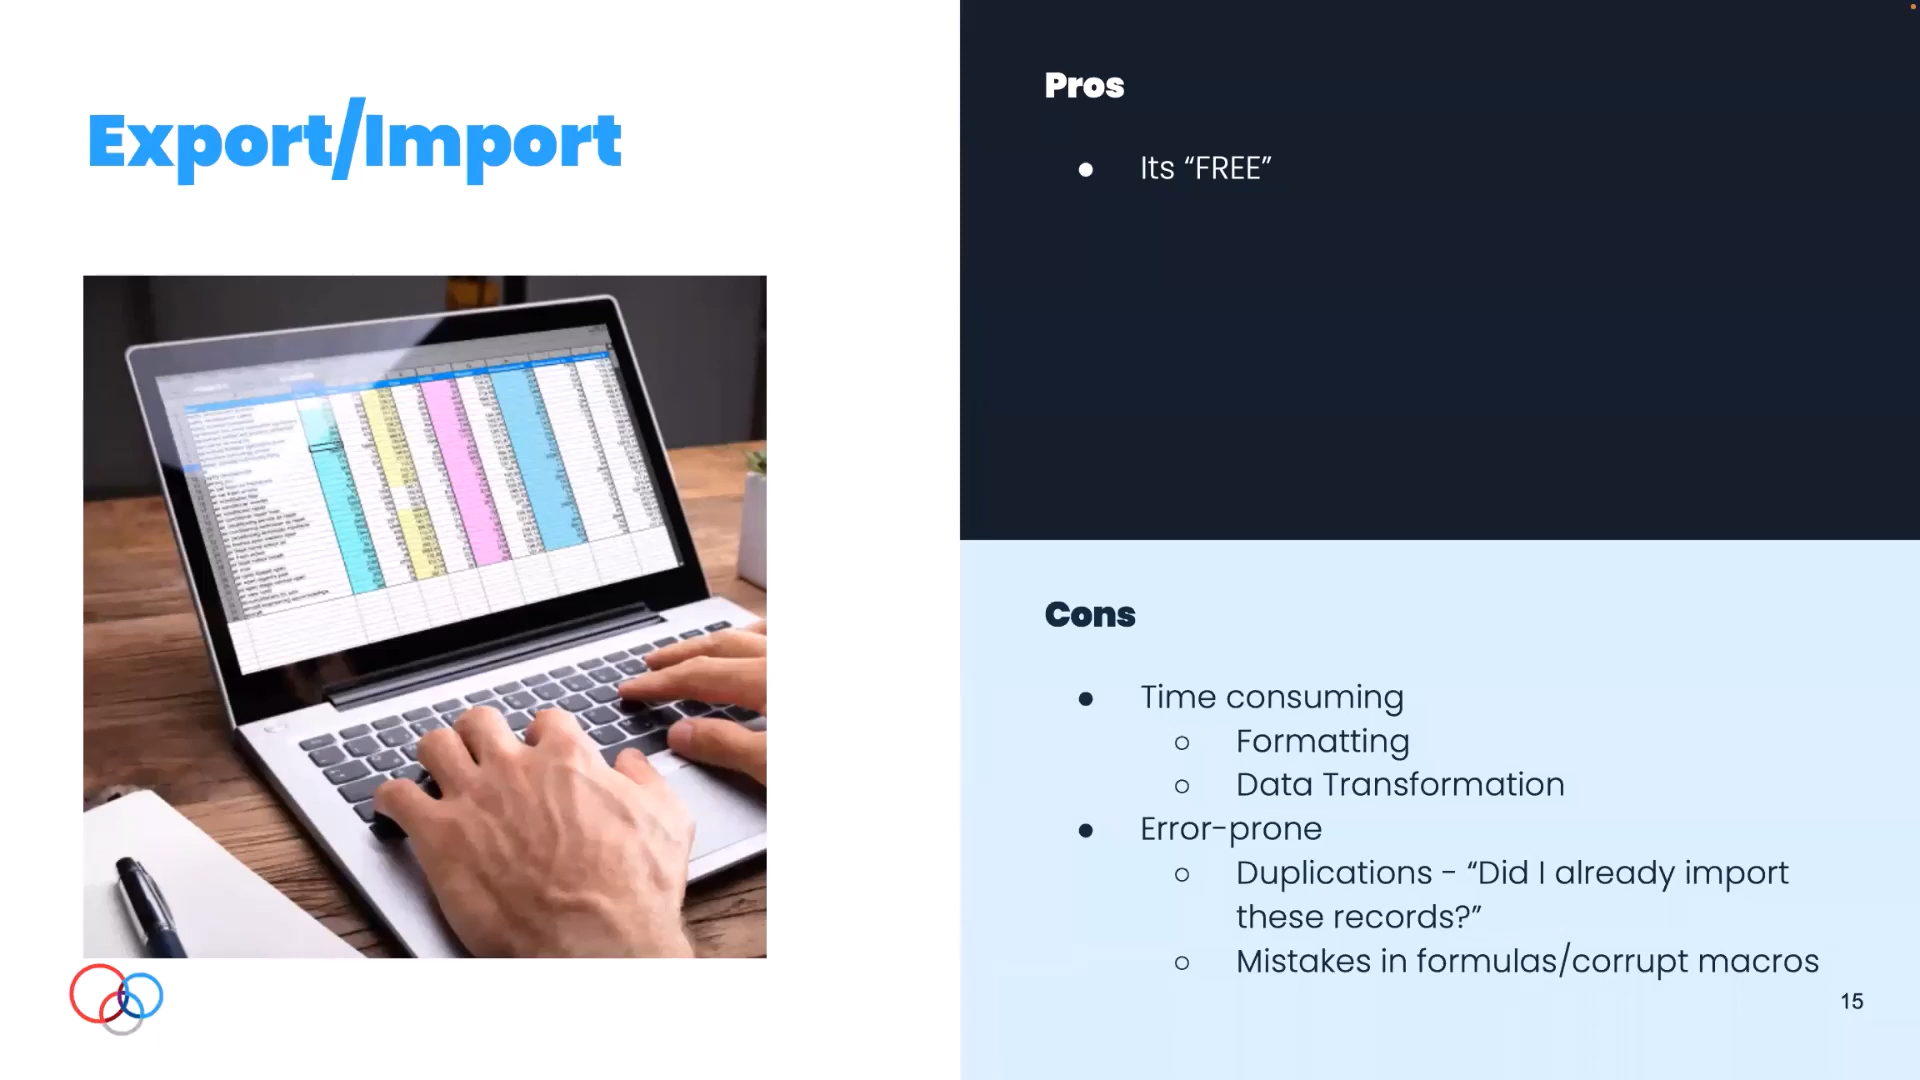 Export/Import
Pros
● Its “FREE”
Cons
● Time consuming
○ Formatting
○ Data Transformation
● Error-prone
○ Duplications - “Did I already import
these records?”
○ Mistakes in formulas/corrupt macros
15